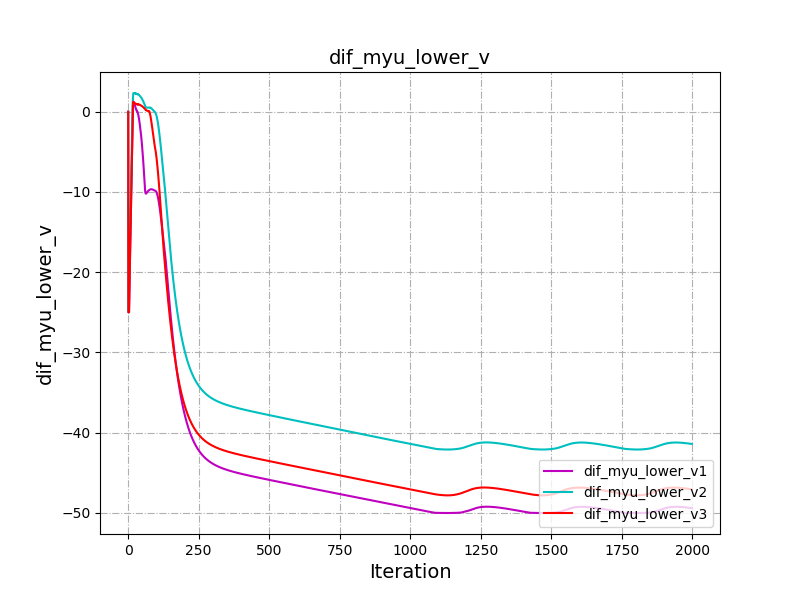 dif_myu_lower_v
dif_myu_lower_v
0
−10
−20
−30
−40
−50
dif_myu_lower_v1
dif_myu_lower_v2
dif_myu_lower_v3
0 250 500 750 1000 1250 1500 1750 2000
Iteration